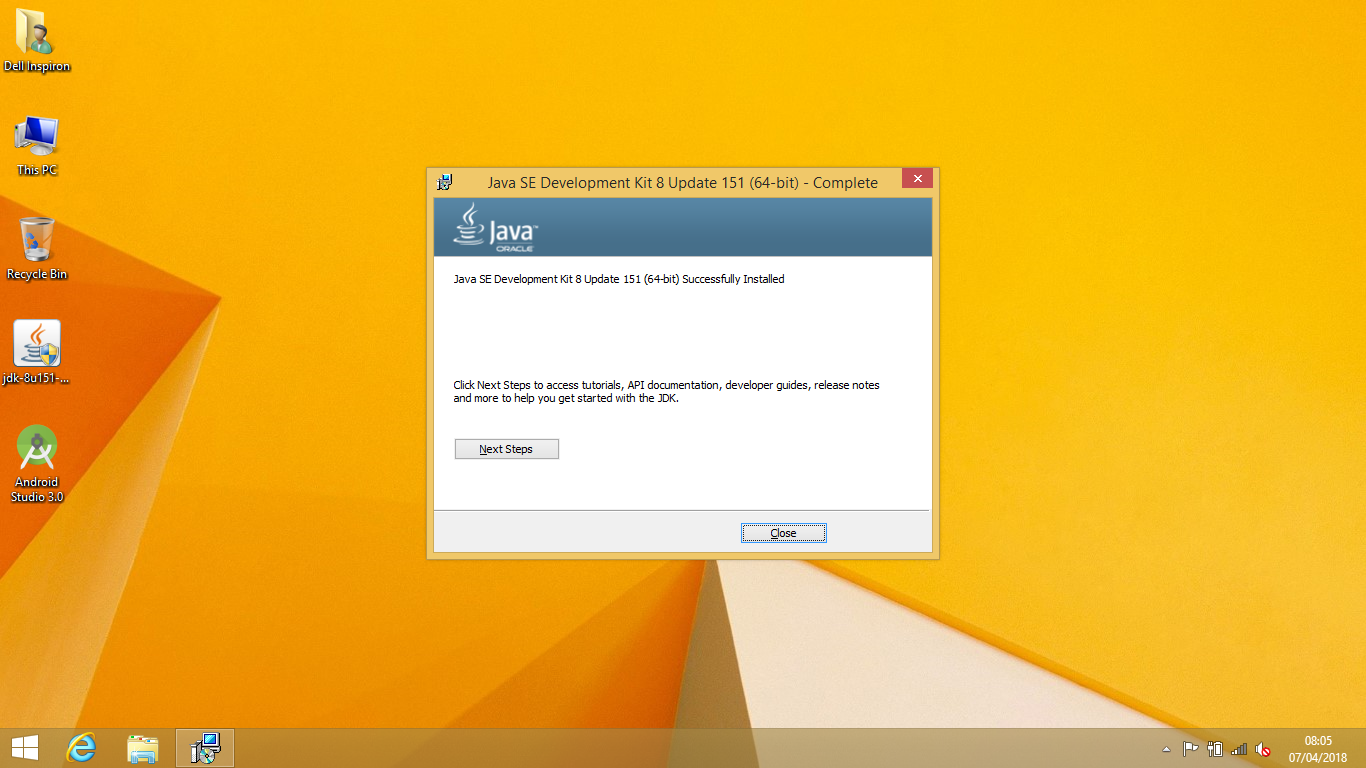 Dell Inspiron
This PC
Recycle Bin
jdk-8u151-...
Android
Studio 3.0
Java SE Development Kit 8 Update 151 (64-bit) - Complete
Java™
ORACLE
Java SE Development Kit 8 Update 151 (64-bit) Successfully Installed
Click Next Steps to access tutorials, API documentation, developer guides, release notes
and more to help you get started with the JDK.
Next Steps
Close
08:05
07/04/2018